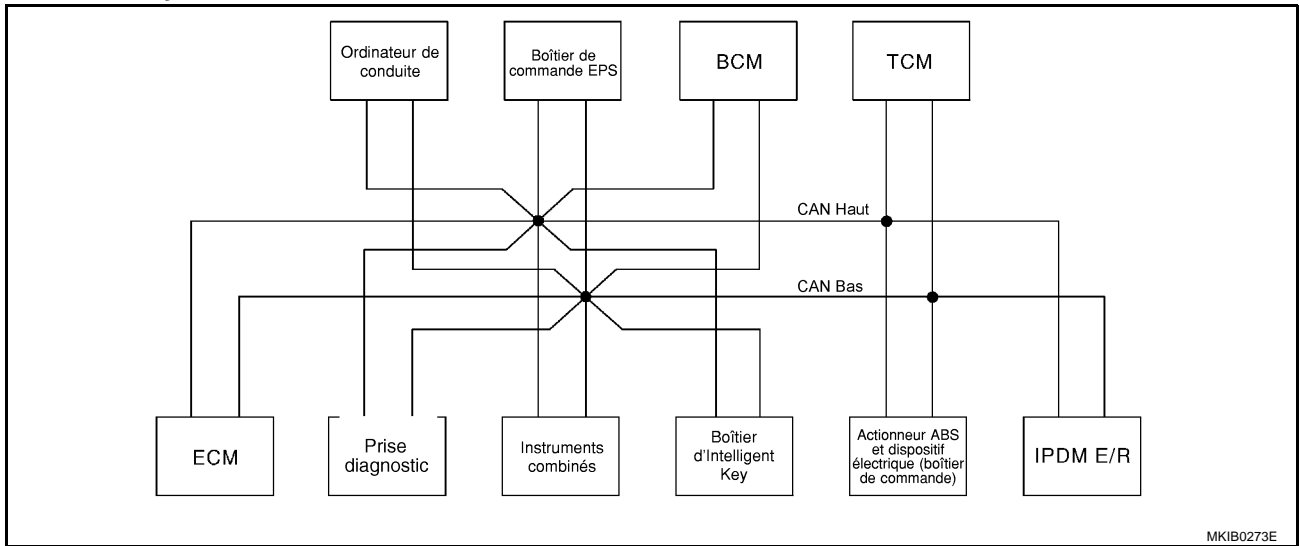 Ordinateur de
conduite
Boîtier de
commande EPS
BCM
TCM
CAN Haut
CAN Bas
ECM
Prise
diagnostic
Instruments
combinés
Boîtier
d'Intelligent
Key
Actionneur ABS
et dispositif
électrique (boîtier
de commande)
IPDM E/R
MKIB0273E